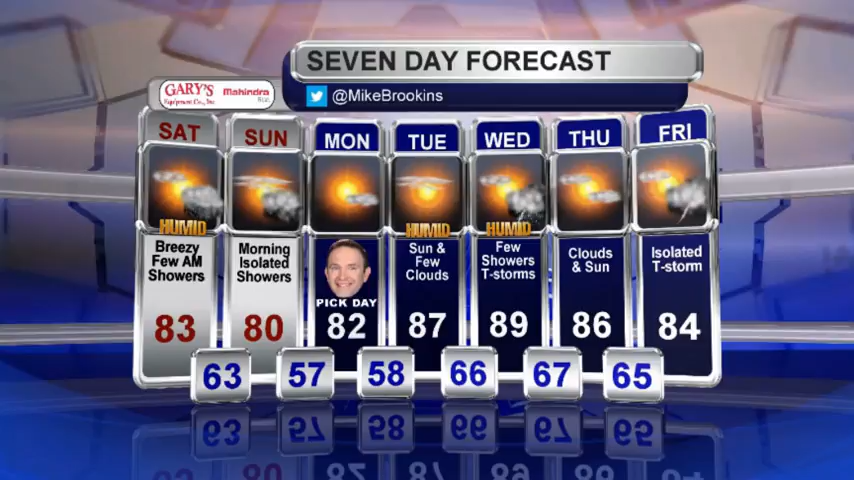 SEVEN DAY FORECAST
GARY'S
Equipment Co., Inc
Mahindra
Rise.
@MikeBrookins
SAT
SUN
MON
TUE
WED
THU
FRI
HUMID
HUMID
HUMID
Breezy
Few AM
Showers
83
Morning
Isolated
Showers
80
PICK DAY
82
Sun &
Few
Clouds
87
Few
Showers
T-storms
89
Clouds
& Sun
86
Isolated
T-storm
84
63
57
58
66
67
65